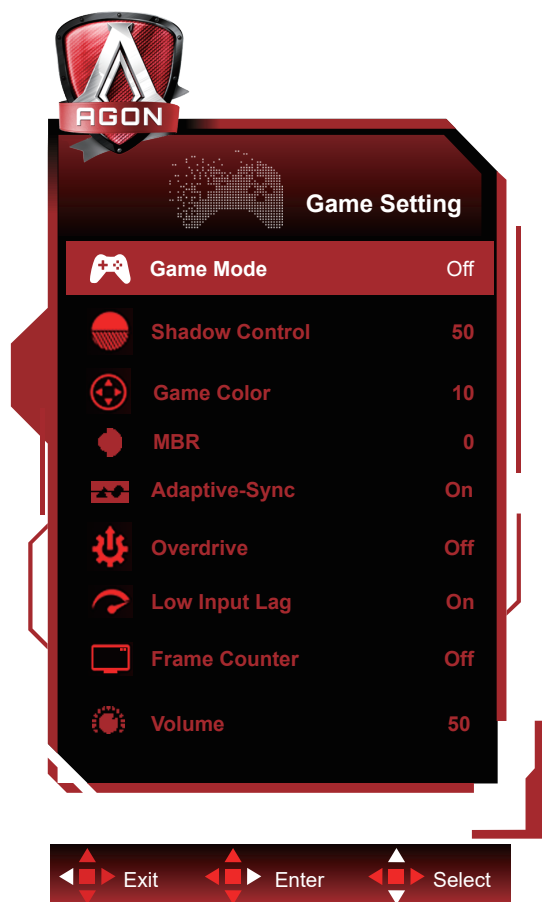 AGON
Game Setting
Game Mode Off
Shadow Control 50
Game Color 10
MBR 0
Adaptive-Sync On
Overdrive Off
Low Input Lag On
Frame Counter Off
Volume 50
Exit Enter Select